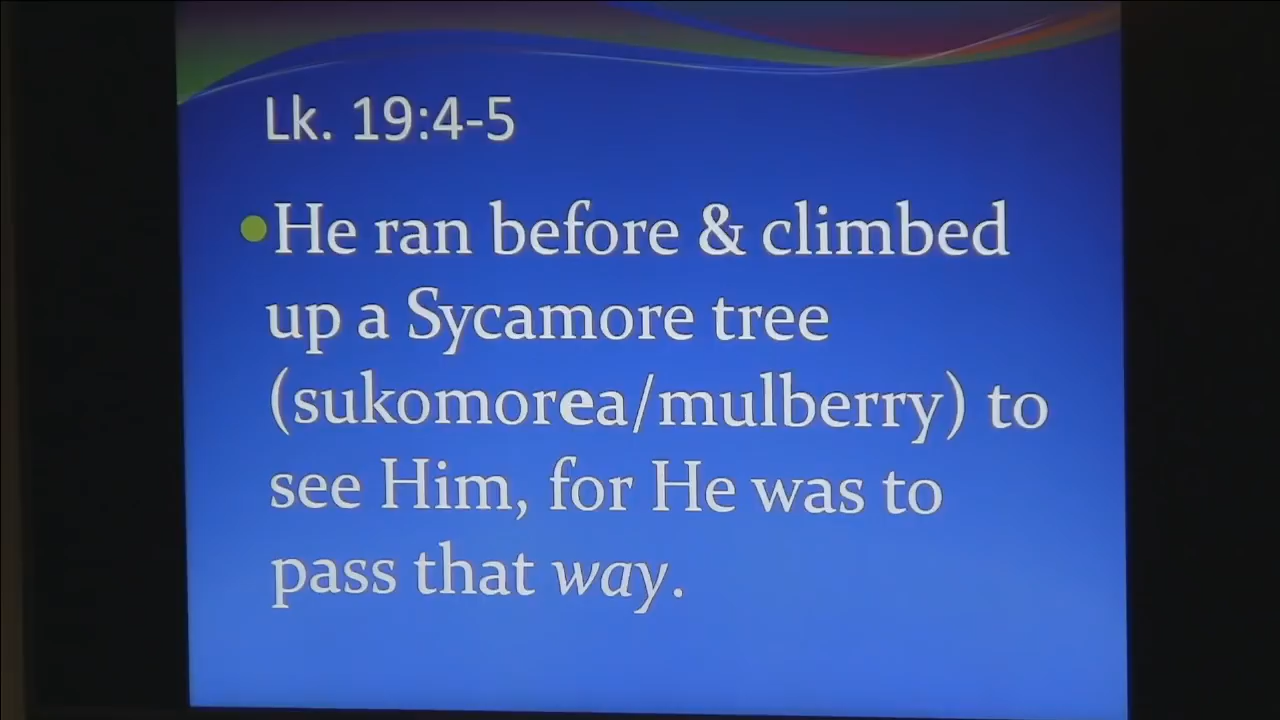 Lk. 19:4-5
He ran before & climbed
up a Sycamore tree
(sukomorea/mulberry) to
see Him, for He was to
pass that way.